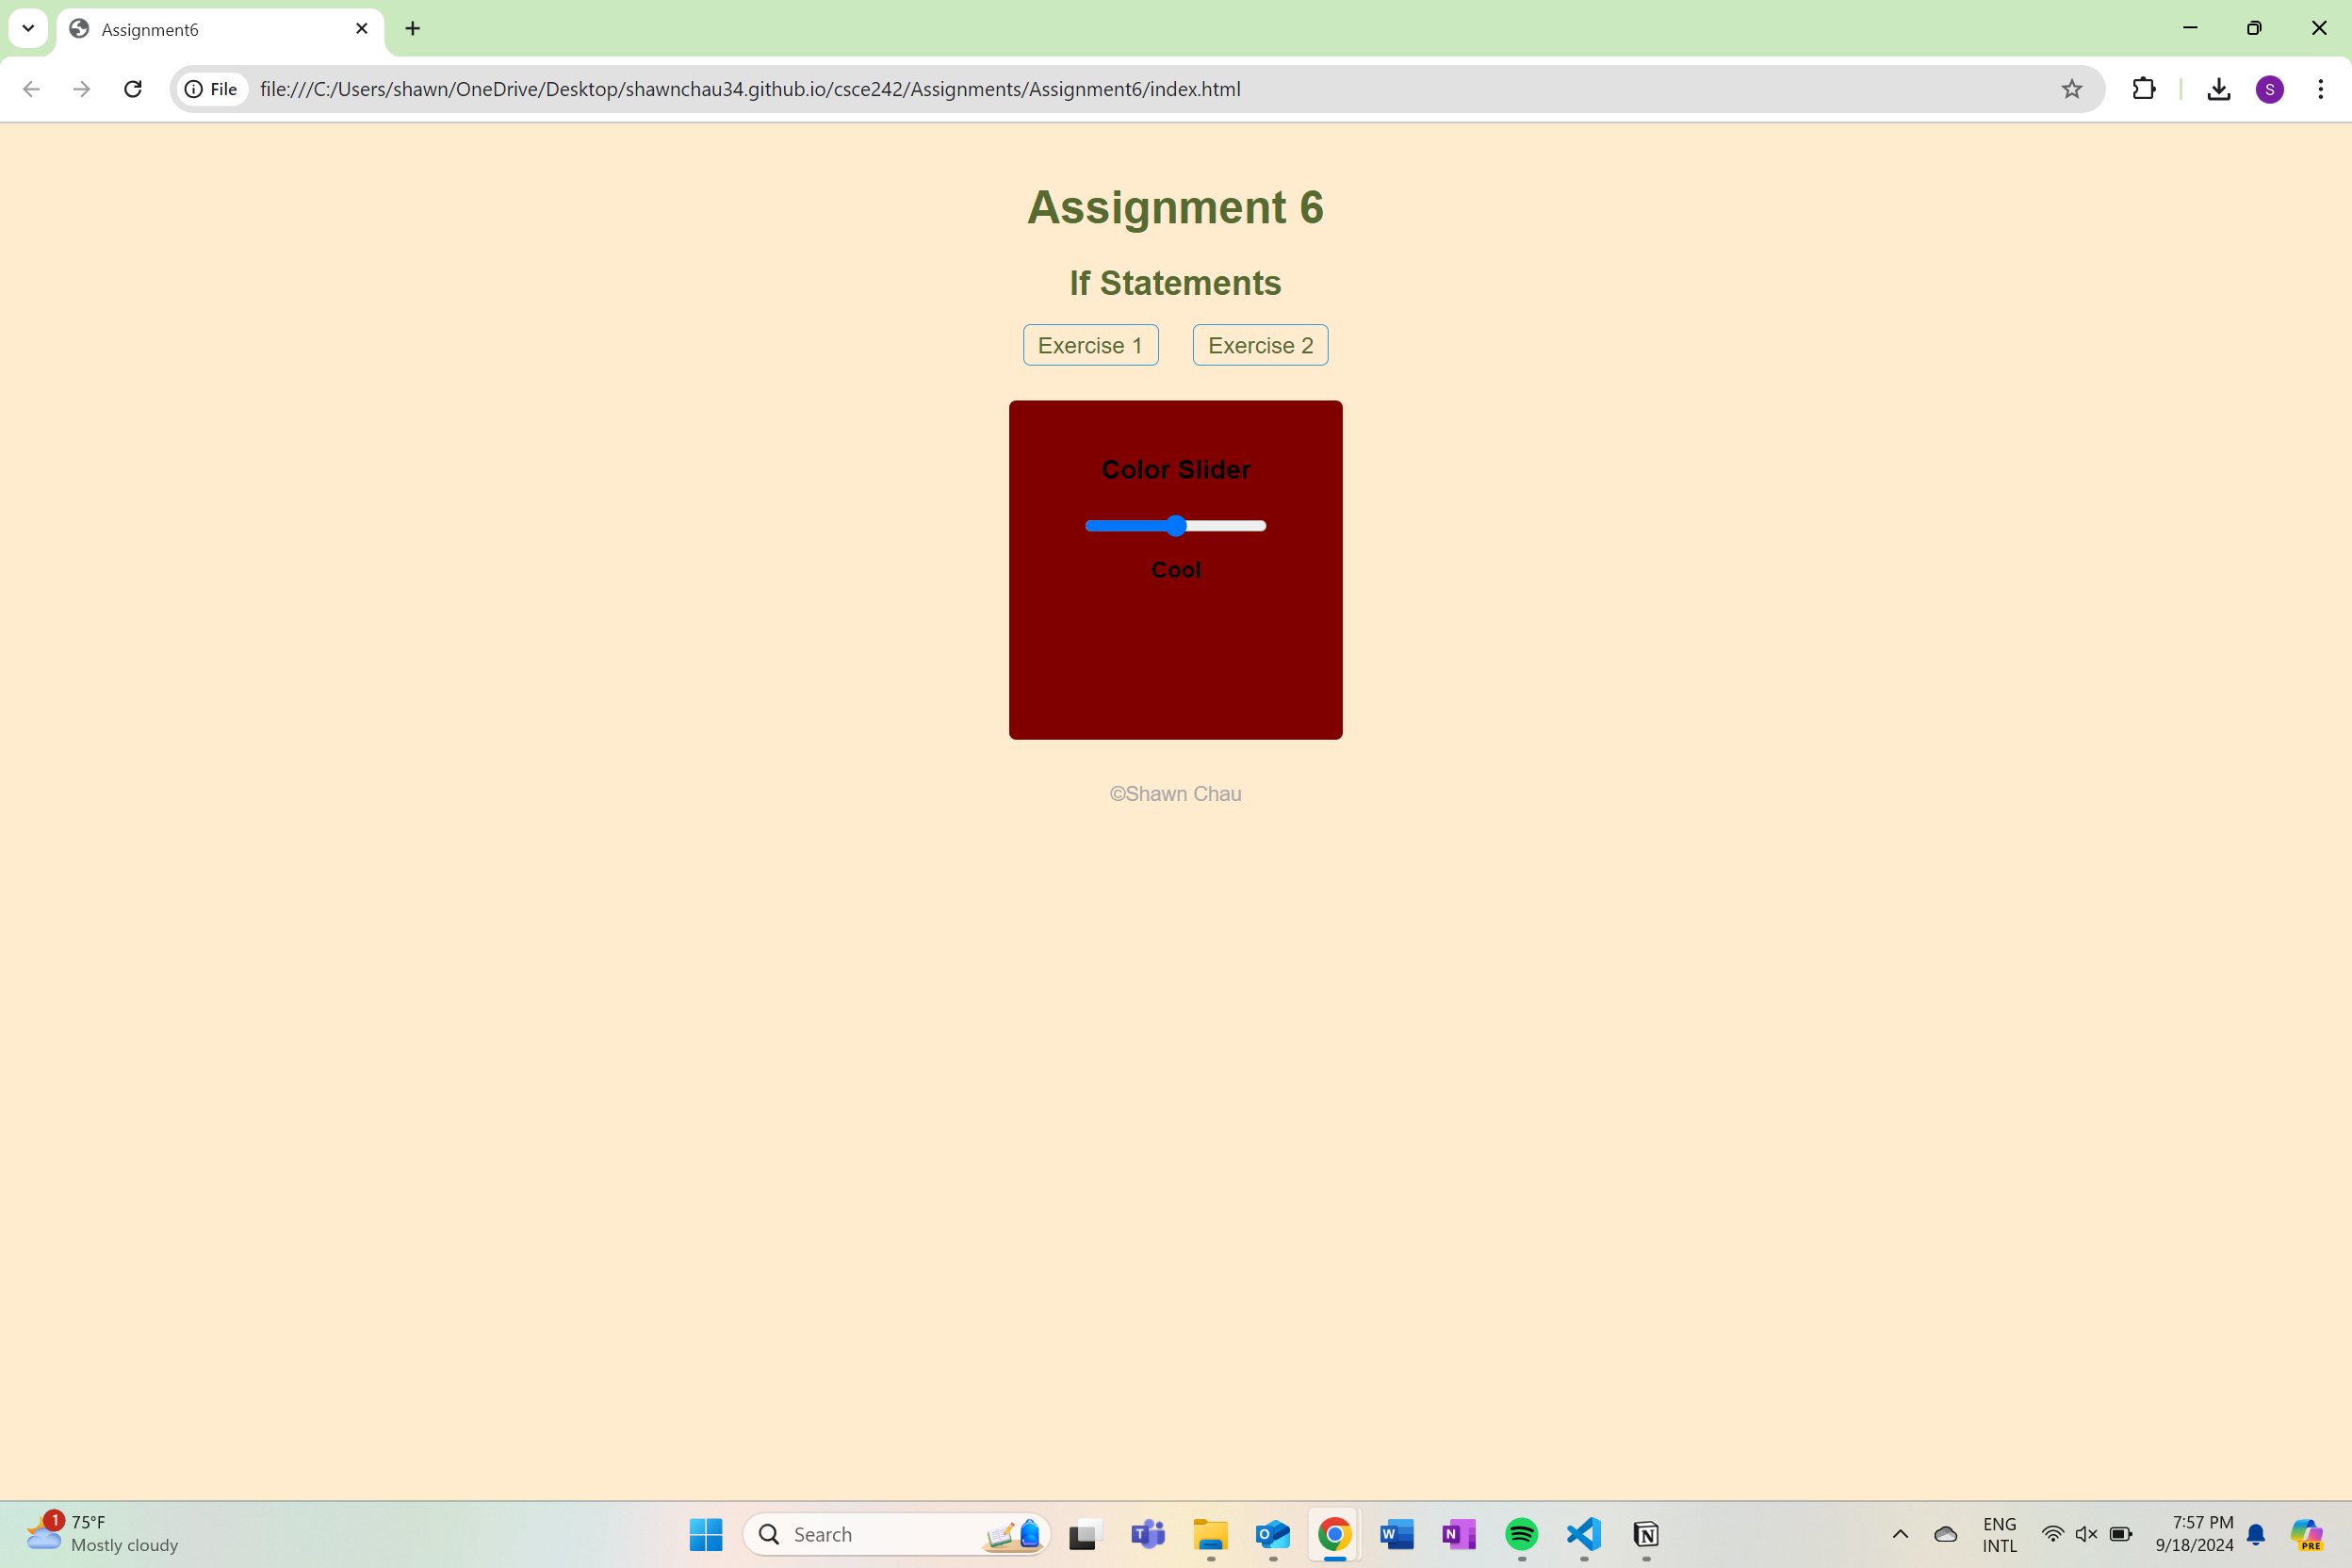 Assignment6
File
file:///C:/Users/shawn/OneDrive/Desktop/shawnchau34.github.io/csce242/Assignments/Assignment6/index.html
S
Assignment 6
If Statements
Exercise 1
Exercise 2
Color Slider
Cool
©Shawn Chau
1
75°F
Mostly cloudy
Search
T
O
W
N
N
ENG
INTL
7:57 PM
9/18/2024
PRE